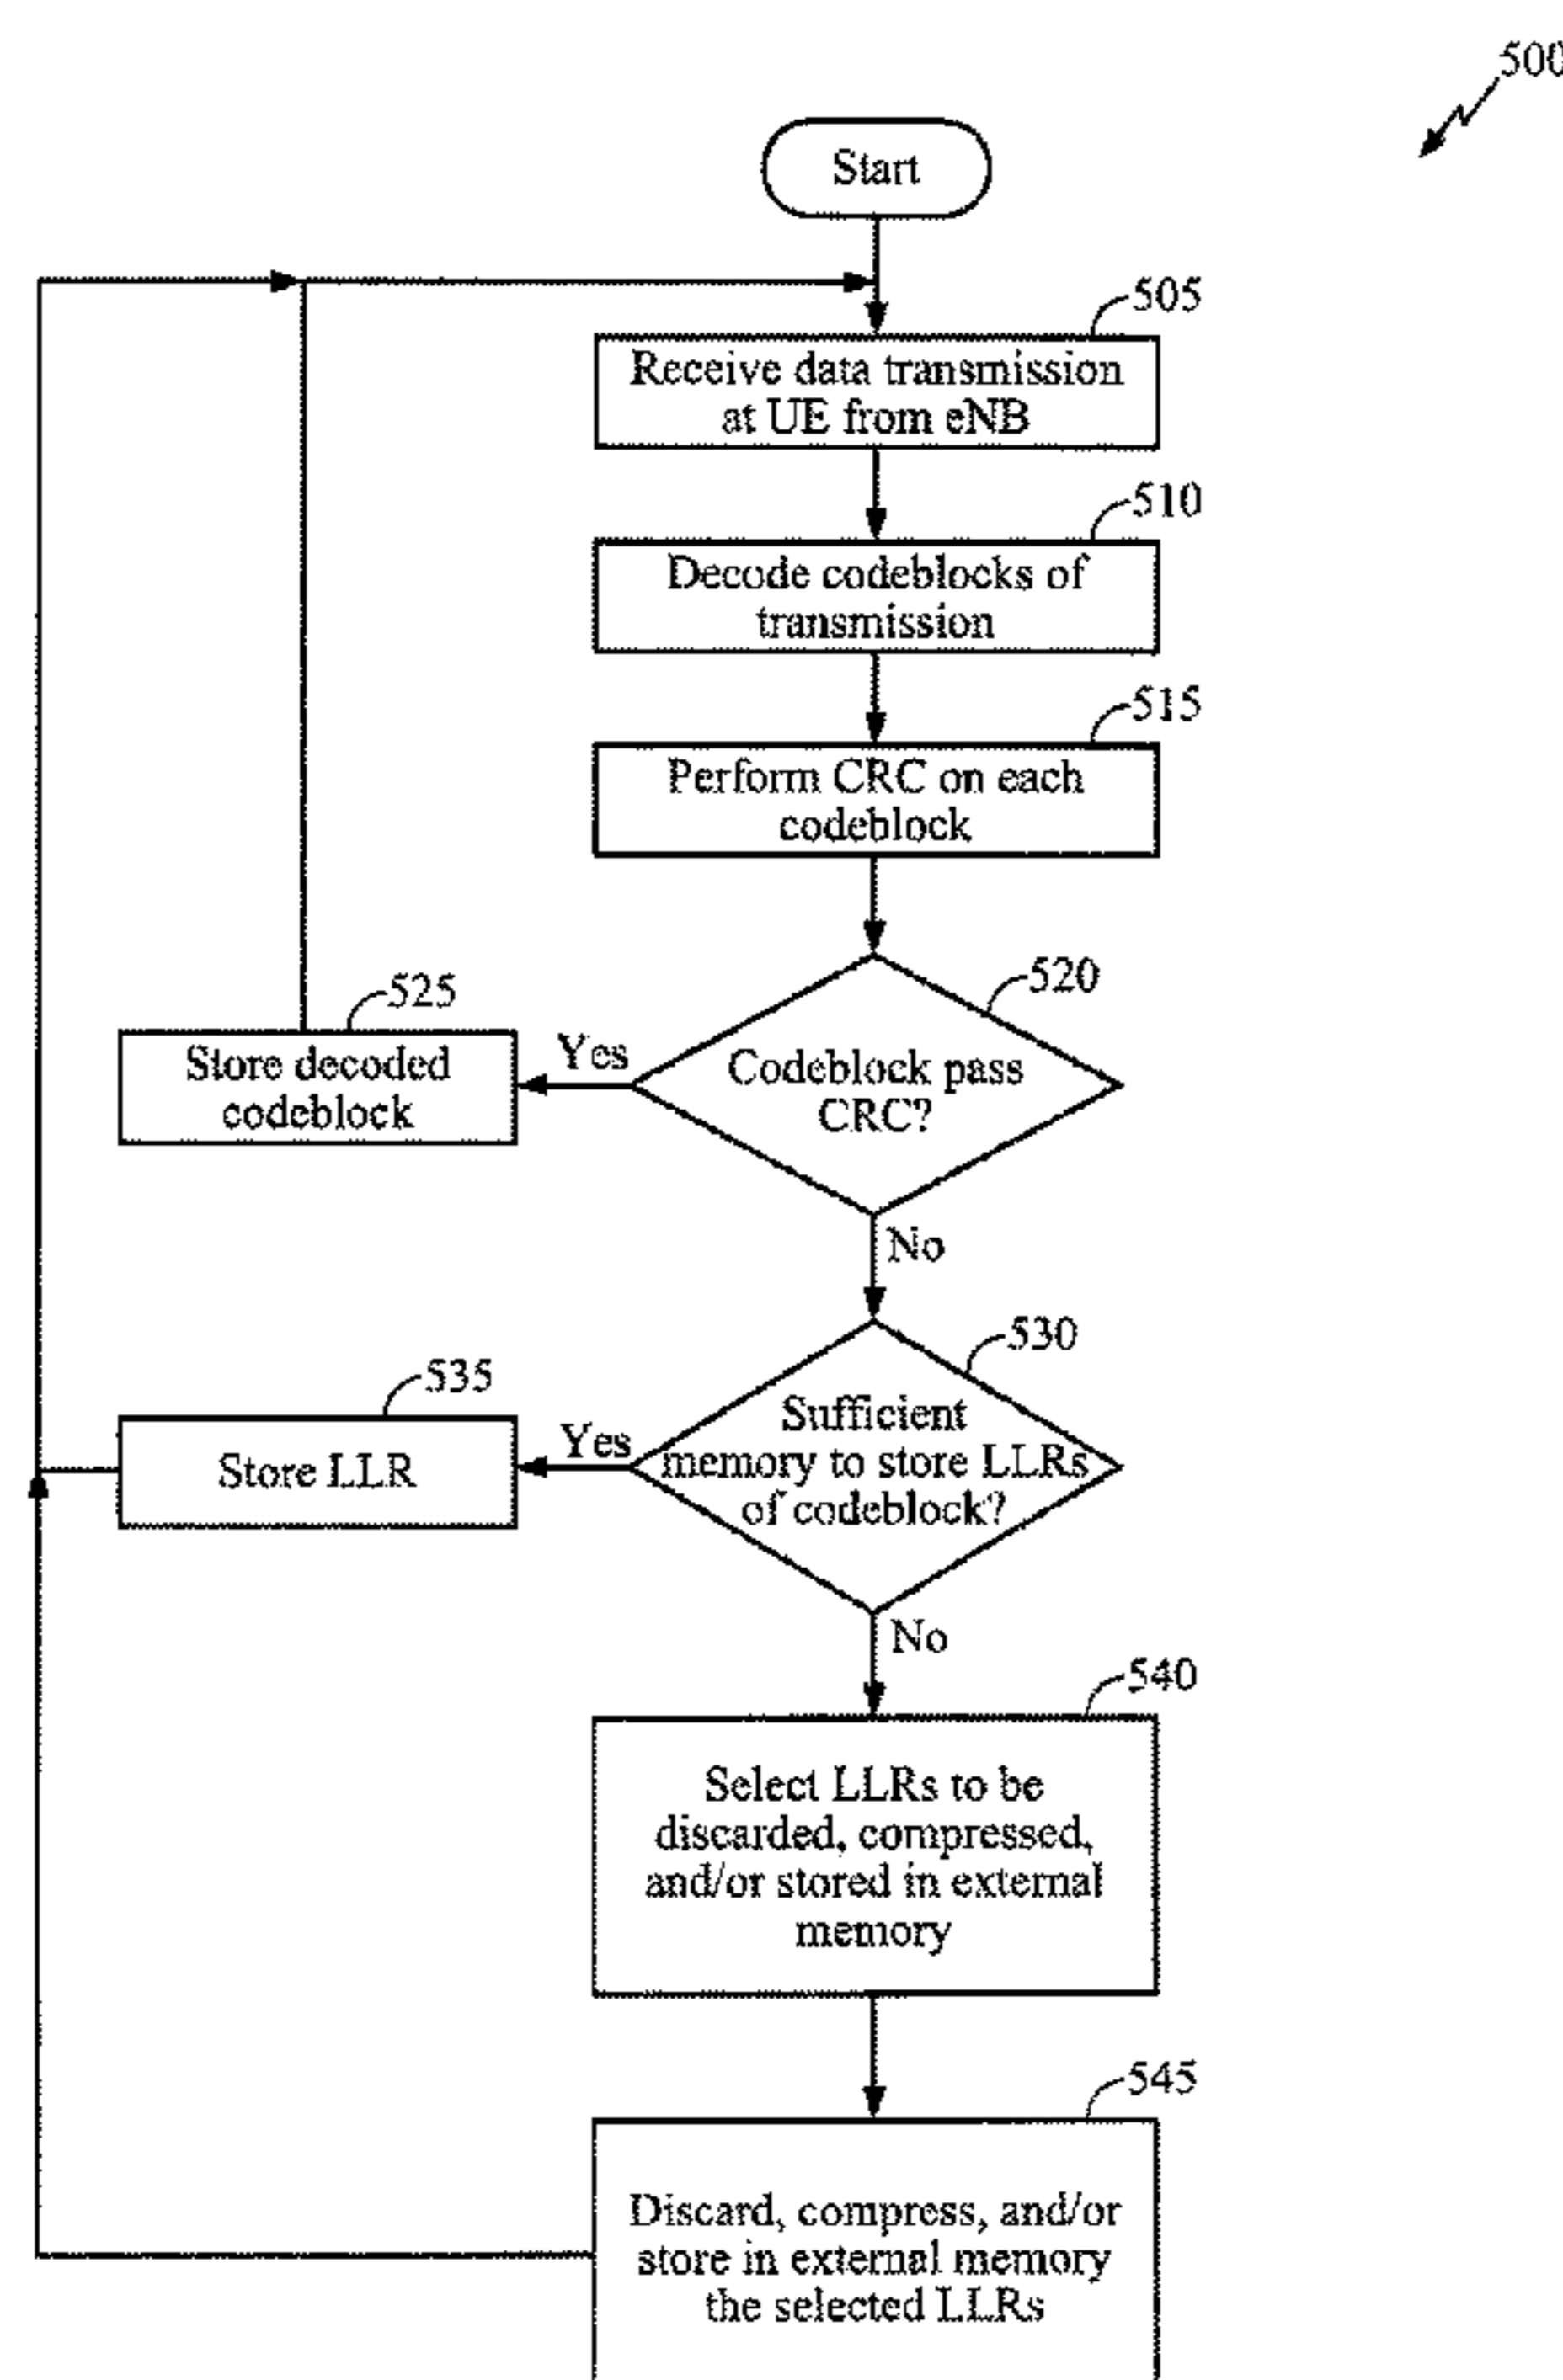 500
Start
505
Receive data transmission
at UE from eNB
510
Decode codeblocks of
transmission
515
Perform CRC on each
codeblock
520
Codeblock pass
CRC?
Yes
525
Store decoded
codeblock
No
530
Sufficient
memory to store LLRs
of codeblock?
Yes
535
Store LLR
No
540
Select LLRs to be
discarded, compressed,
and/or stored in external
memory
545
Discard, compress, and/or
store in external memory
the selected LLRs